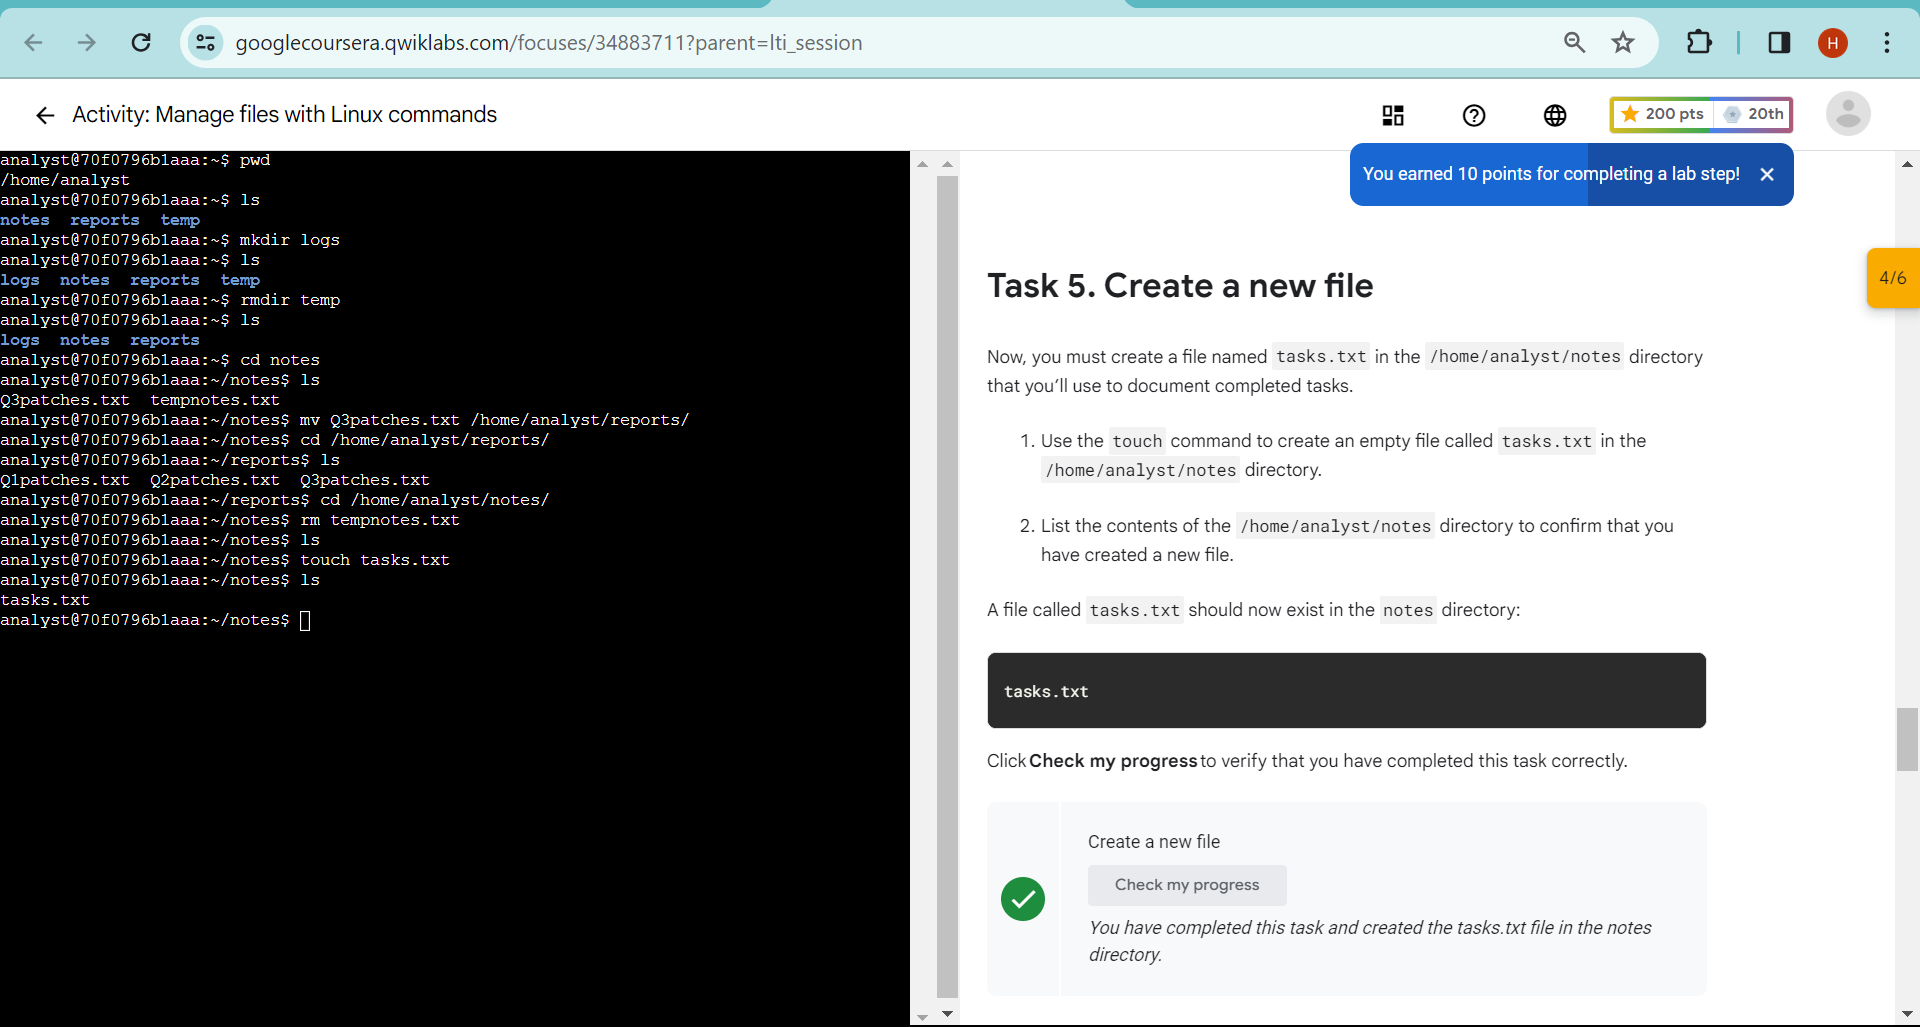 googlecoursera.qwiklabs.com/focuses/34883711?parent=lti_session
H
Activity: Manage files with Linux commands
200 pts
20th
You earned 10 points for completing a lab step!
4/6
analyst@70f0796b1aaa:~$ pwd
/home/analyst
analyst@70f0796b1aaa:~$ ls
notes  reports  temp
analyst@70f0796b1aaa:~$ mkdir logs
analyst@70f0796b1aaa:~$ ls
logs  notes  reports  temp
analyst@70f0796b1aaa:~$ rmdir temp
analyst@70f0796b1aaa:~$ ls
logs  notes  reports
analyst@70f0796b1aaa:~$ cd notes
analyst@70f0796b1aaa:~/notes$ ls
Q3patches.txt  tempnotes.txt
analyst@70f0796b1aaa:~/notes$ mv Q3patches.txt /home/analyst/reports/
analyst@70f0796b1aaa:~/notes$ cd /home/analyst/reports/
analyst@70f0796b1aaa:~/reports$ ls
Q1patches.txt  Q2patches.txt  Q3patches.txt
analyst@70f0796b1aaa:~/reports$ cd /home/analyst/notes/
analyst@70f0796b1aaa:~/notes$ rm tempnotes.txt
analyst@70f0796b1aaa:~/notes$ ls
analyst@70f0796b1aaa:~/notes$ touch tasks.txt
analyst@70f0796b1aaa:~/notes$ ls
tasks.txt
analyst@70f0796b1aaa:~/notes$
Task 5. Create a new file
Now, you must create a file named tasks.txt in the /home/analyst/notes directory
that you’ll use to document completed tasks.
1. Use the touch command to create an empty file called tasks.txt in the
/home/analyst/notes directory.
2. List the contents of the /home/analyst/notes directory to confirm that you
have created a new file.
A file called tasks.txt should now exist in the notes directory:
tasks.txt
Click Check my progress to verify that you have completed this task correctly.
Create a new file
Check my progress
You have completed this task and created the tasks.txt file in the notes
directory.